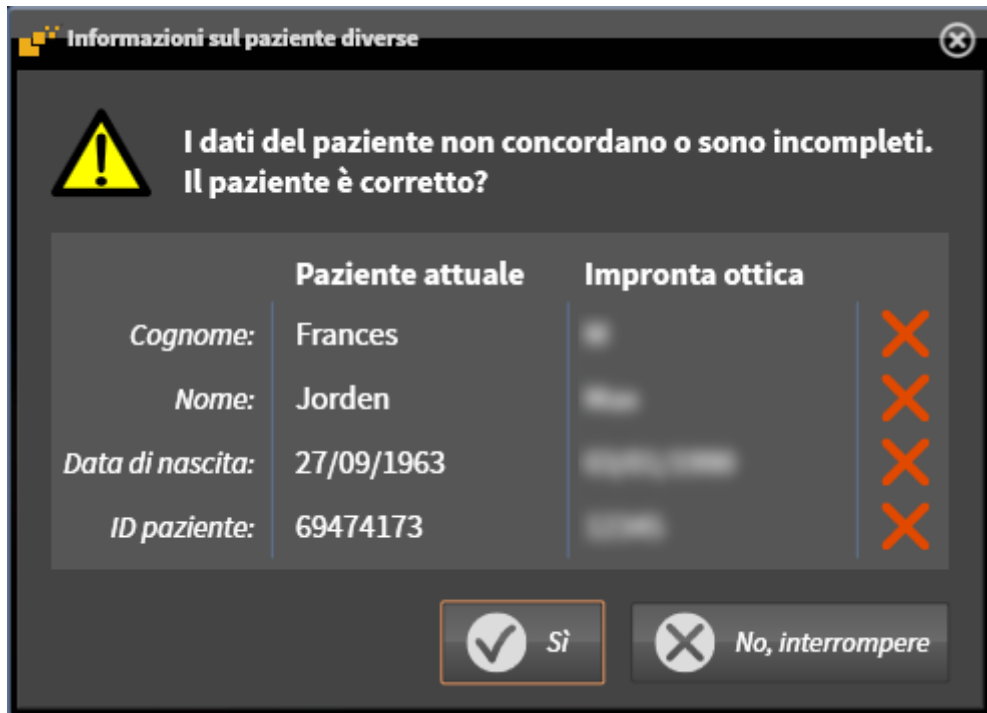 Informazioni sul paziente diverse
I dati del paziente non concordano o sono incompleti.
Il paziente è corretto?
Paziente attuale Impronta ottica
Cognome: Frances
Nome: Jorden
Data di nascita: 27/09/1963
ID paziente: 69474173
Sì No, interrompere